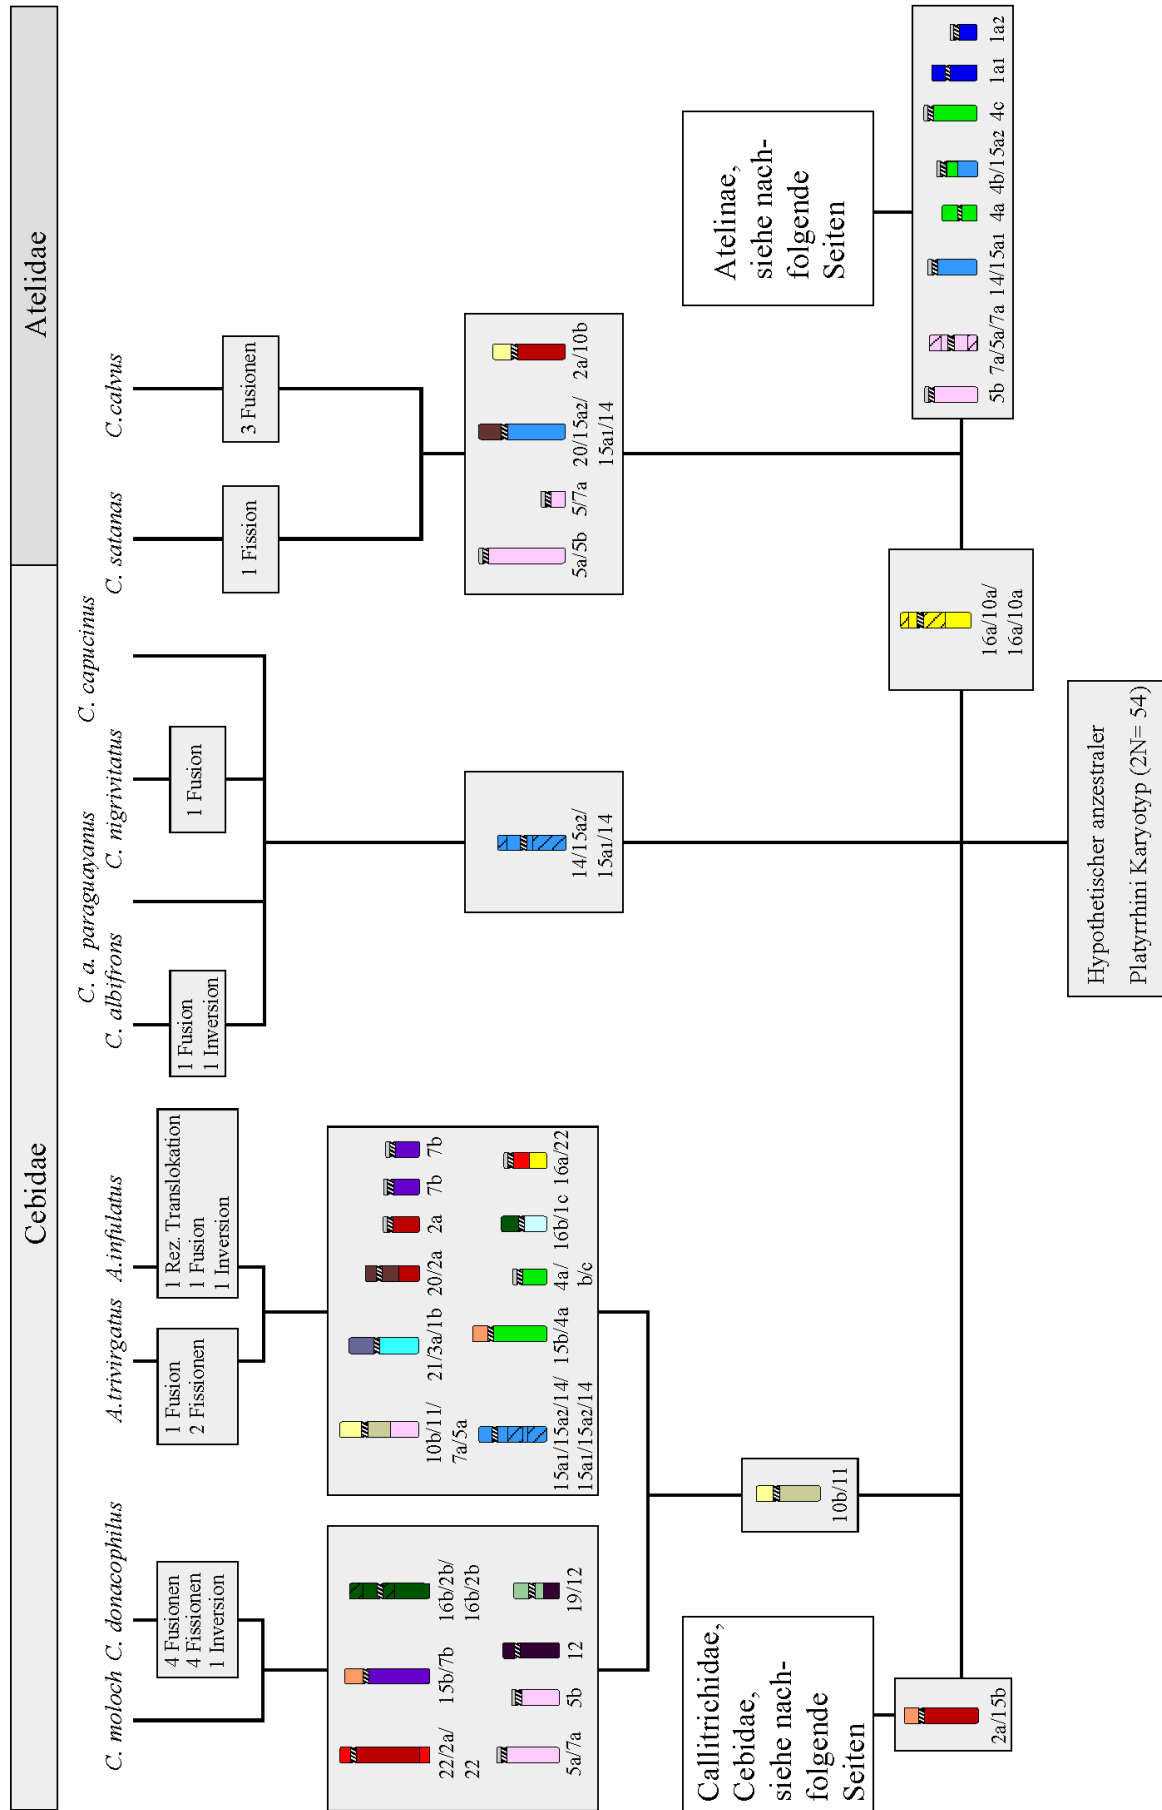 Cebidae
Atelidae
C. moloch
C. donacophilus
A.trivirgatus
A.infulatus
C. albifrons
C. a. paraguayanus
C. nigrivitatus
C. capucinus
C. satanas
C.calvus
4 Fusionen
4 Fissionen
1 Inversion
1 Fusion
2 Fissionen
1 Rez. Translokation
1 Fusion
1 Inversion
1 Fusion
1 Inversion
1 Fusion
1 Fission
3 Fusionen
22/2a/
22
15b/7b
16b/2b/
16b/2b
5a/7a
5b
12
19/12
10b/11/
7a/5a
21/3a/1b
20/2a
2a
7b
7b
15a1/15a2/14/
15a1/15a2/14
15b/4a
4a/
b/c
16b/1c
16a/22
14/15a2/
15a1/14
5a/5b
5/7a
20/15a2/
15a1/14
2a/10b
Callitrichidae,
Cebidae,
siehe nach-
folgende
Seiten
10b/11
Atelinae,
siehe nach-
folgende
Seiten
2a/15b
16a/10a/
16a/10a
5b
7a/5a/7a
14/15a1
4a
4b/15a2
4c
1a1
1a2
Hypothetischer anzestraler
Platyrrhini Karyotyp (2N= 54)